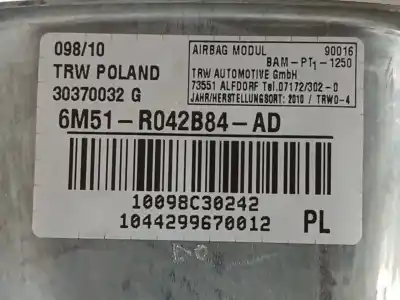 098/10
TRW POLAND
30370032 G
AIRBAG MODUL 90016
BAM-PT1-1250
TRW AUTOMOTIVE GmbH
73551 ALFDORF Tel.07172/302-0
JAHR/HERSTELLUNGSORT: 2010 / TRWO-4
6M51-R042B84-AD
10098C30242
1044299670012 PL